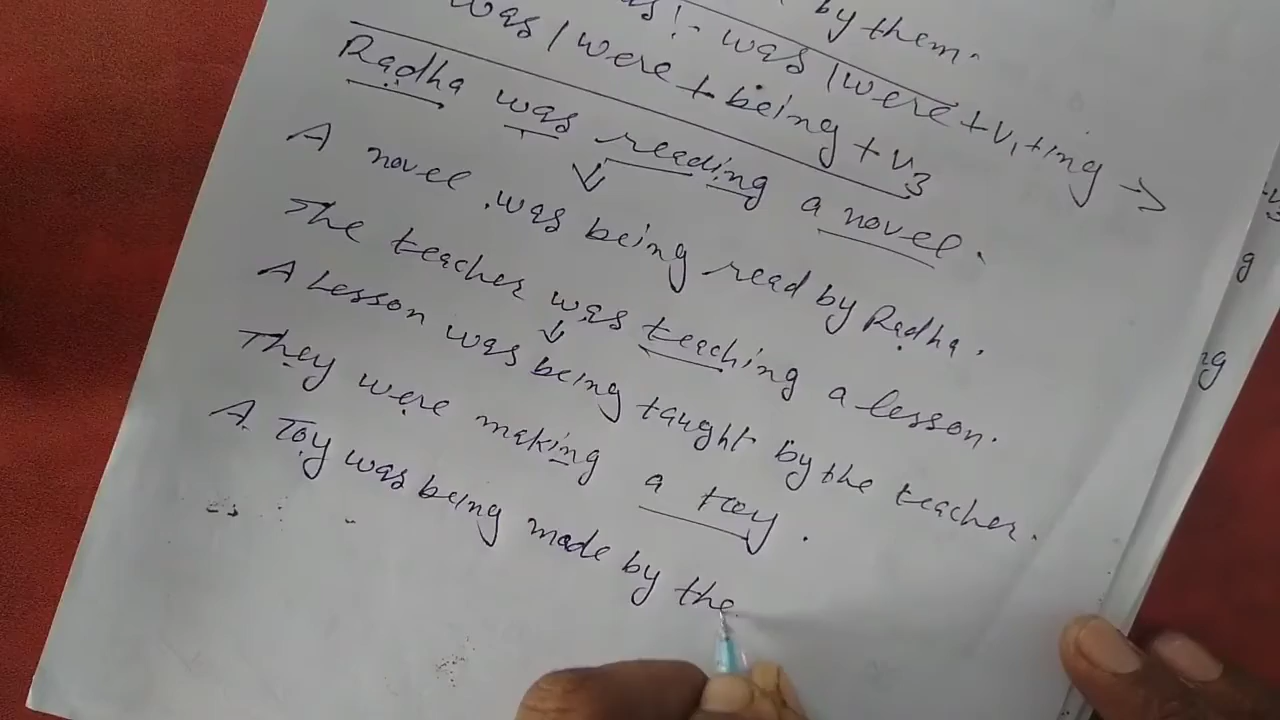 by them.
was / were + V₁ + ing →
was / were + being + V₃
Radha was reading a novel.
A novel was being read by Radha.
The teacher was teaching a lesson.
A Lesson was being taught by the teacher.
They were making a toy.
A Toy was being made by the